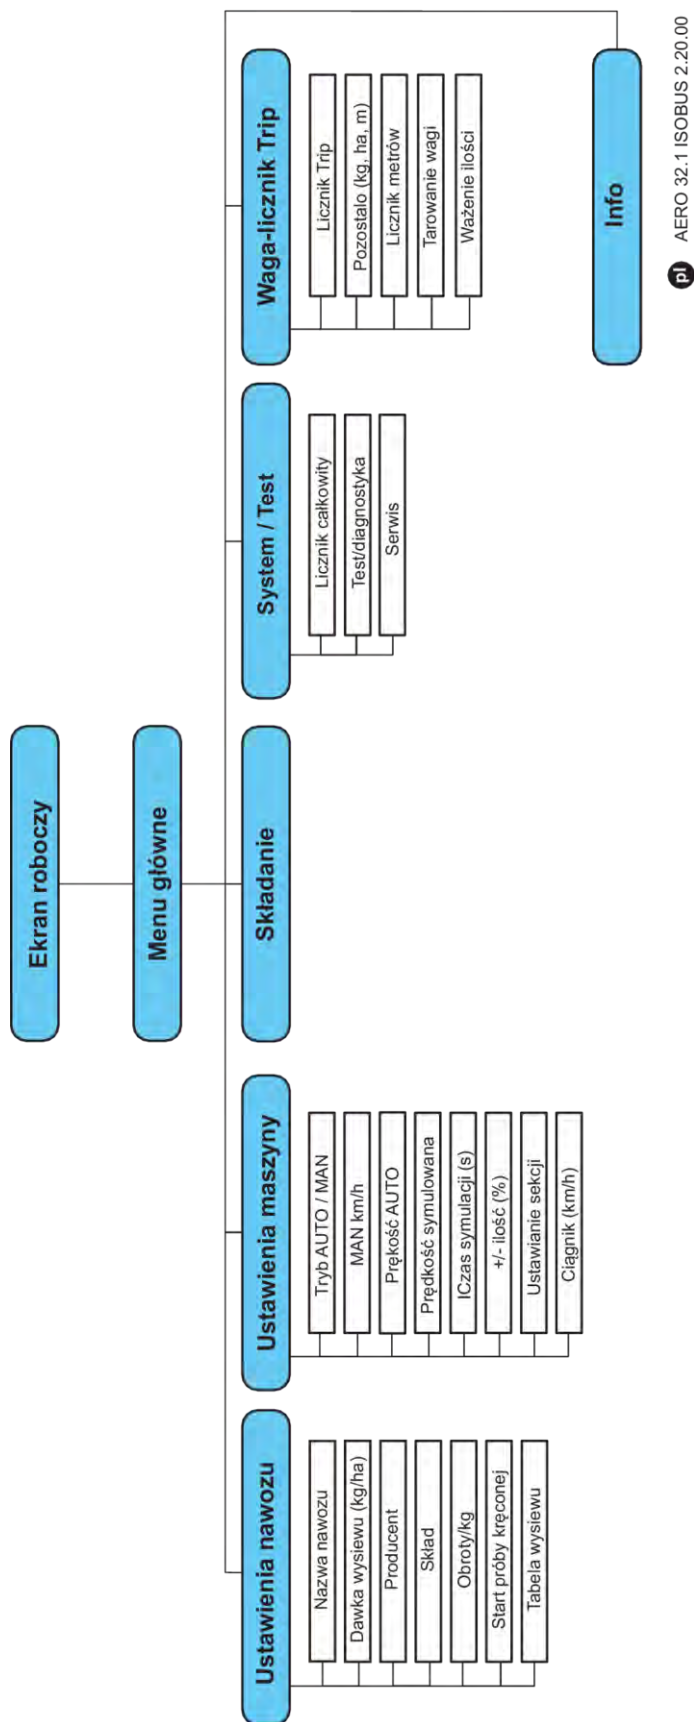 Ekran roboczy
Menu główne
Ustawienia nawozu
Nazwa nawozu
Dawka wysiewu (kg/ha)
Producent
Skład
Obroty/kg
Start próby kręconej
Tabela wysiewu
Ustawienia maszyny
Tryb AUTO / MAN
MAN km/h
Prękość AUTO
Prędkość symulowana
lCzas symulacji (s)
+/- ilość (%)
Ustawianie sekcji
Ciągnik (km/h)
Składanie
System / Test
Licznik całkowity
Test/diagnostyka
Serwis
Waga-licznik Trip
Licznik Trip
Pozostalo (kg, ha, m)
Licznik metrów
Tarowanie wagi
Ważenie ilości
Info
pl AERO 32.1 ISOBUS 2.20.00